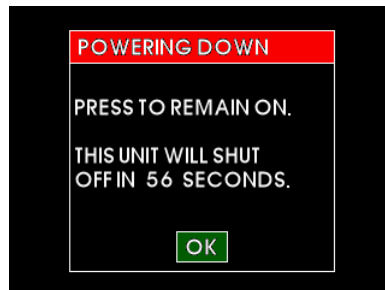 POWERING DOWN
PRESS TO REMAIN ON.
THIS UNIT WILL SHUT
OFF IN 56 SECONDS.
OK